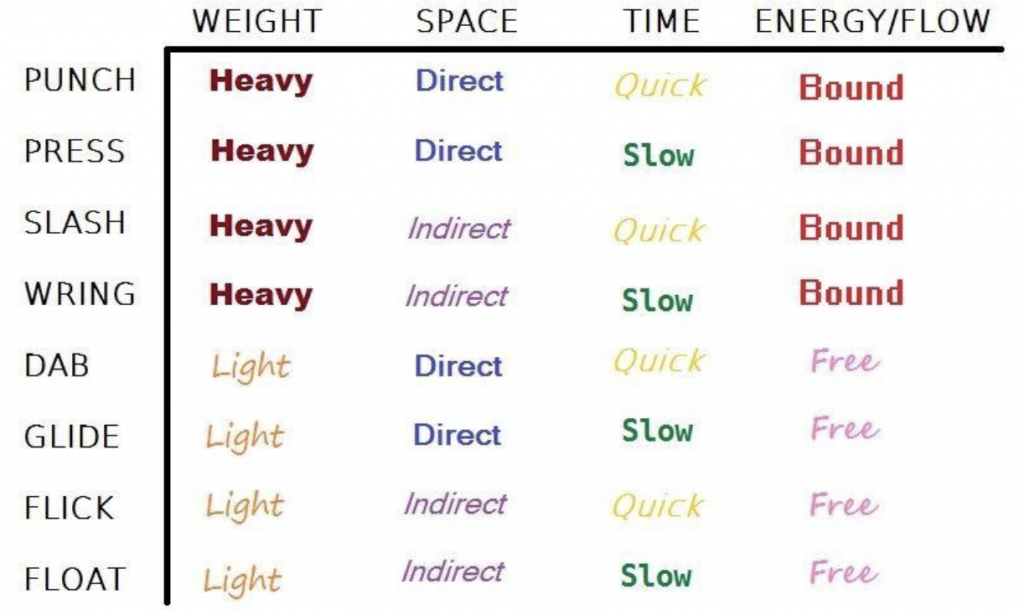 WEIGHT SPACE TIME ENERGY/FLOW
PUNCH Heavy Direct Quick Bound
PRESS Heavy Direct Slow Bound
SLASH Heavy Indirect Quick Bound
WRING Heavy Indirect Slow Bound
DAB Light Direct Quick Free
GLIDE Light Direct Slow Free
FLICK Light Indirect Quick Free
FLOAT Light Indirect Slow Free